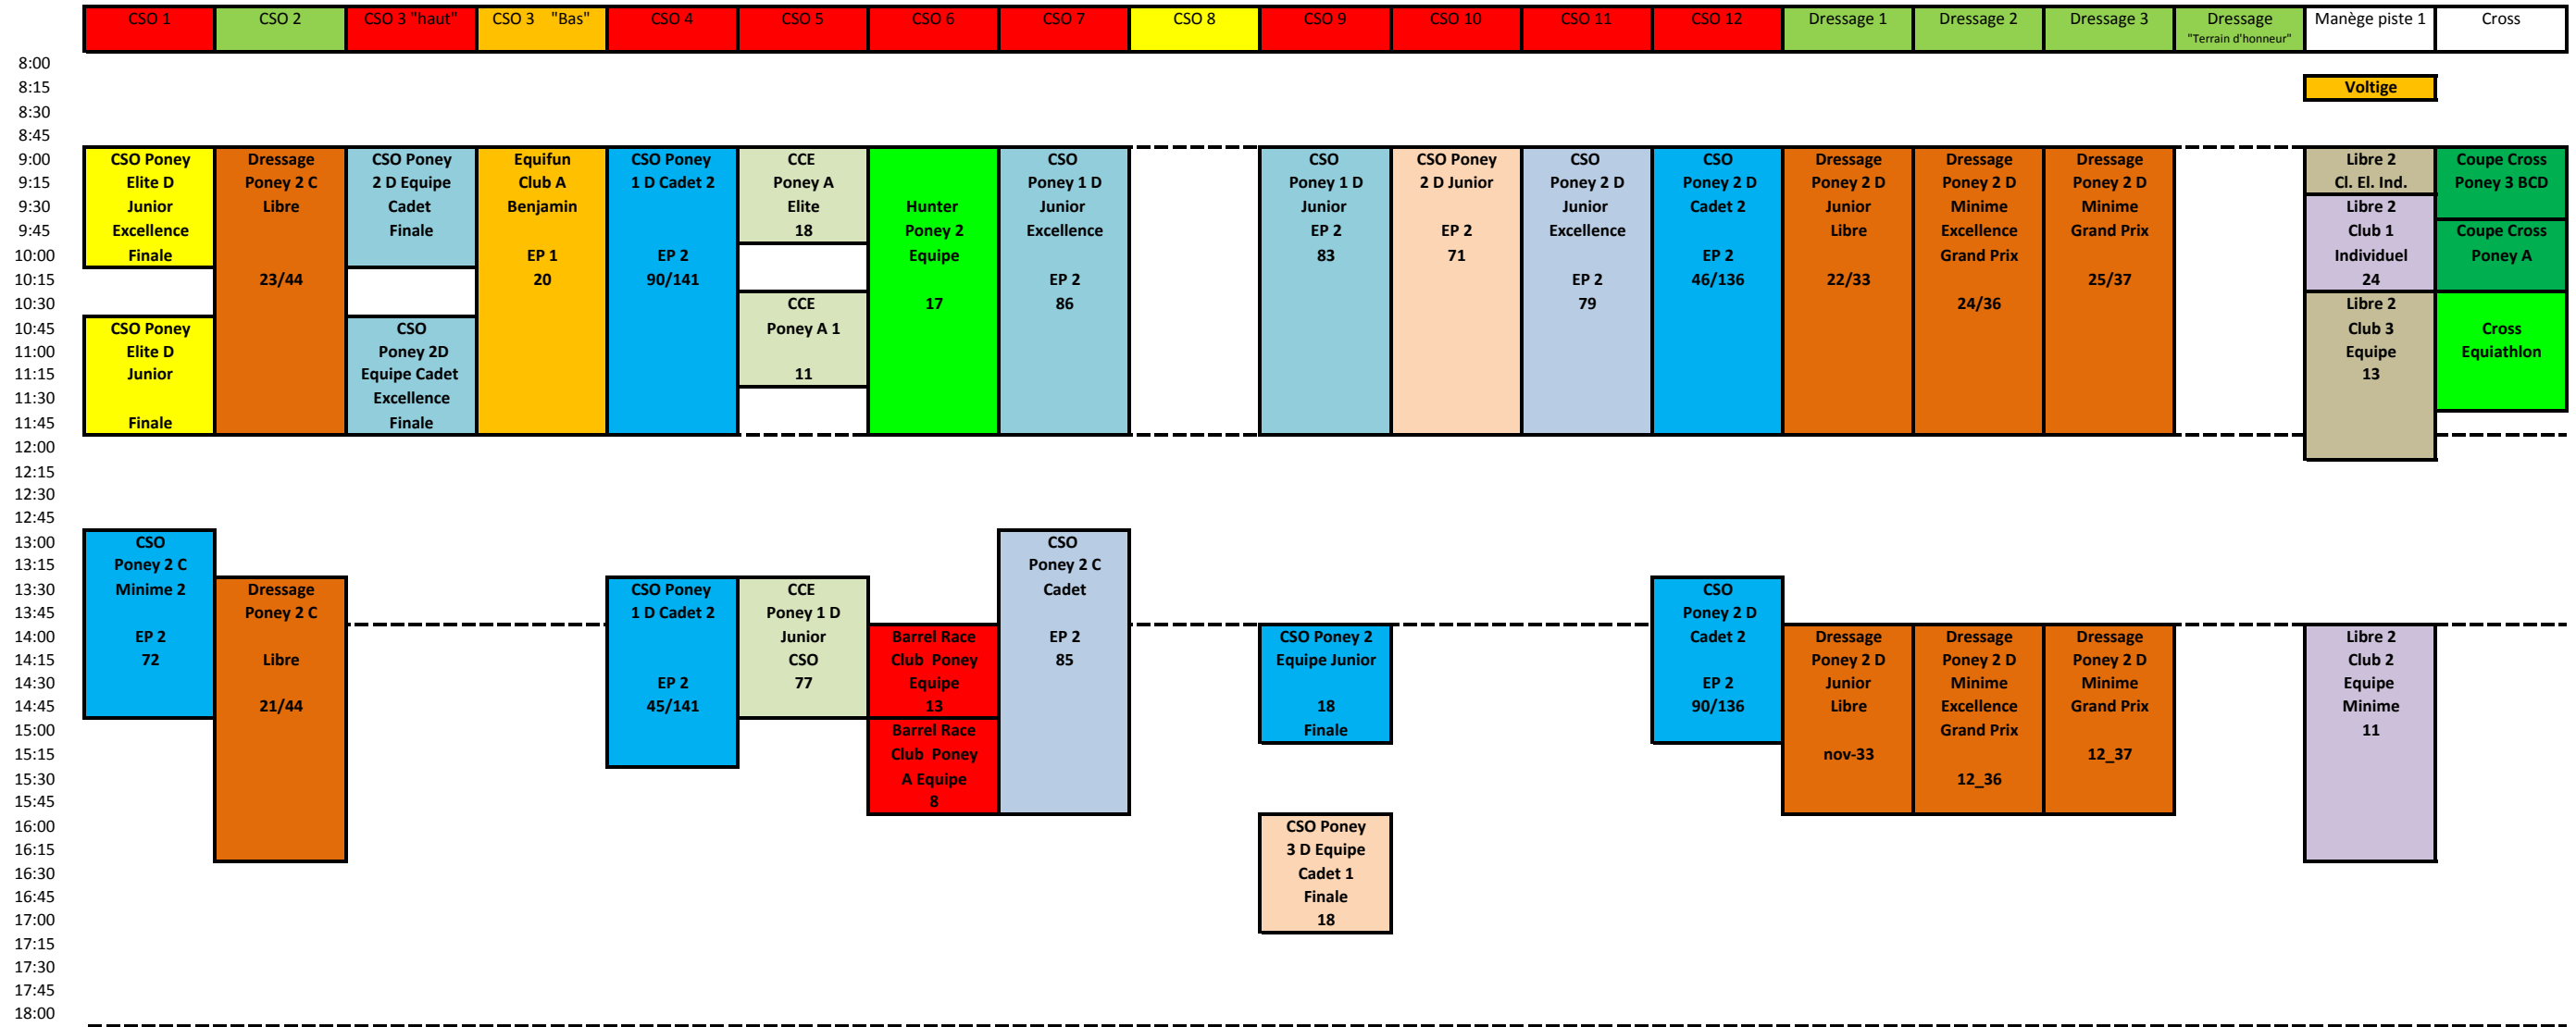 CSO 1
CSO 2
CSO 3 "haut"
CSO 3 "Bas"
CSO 4
CSO 5
CSO 6
CSO 7
CSO 8
CSO 9
CSO 10
CSO 11
CSO 12
Dressage 1
Dressage 2
Dressage 3
Dressage
"Terrain d'honneur"
Manège piste 1
Cross
8:00
8:15
8:30
8:45
9:00
9:15
9:30
9:45
10:00
10:15
10:30
10:45
11:00
11:15
11:30
11:45
12:00
12:15
12:30
12:45
13:00
13:15
13:30
13:45
14:00
14:15
14:30
14:45
15:00
15:15
15:30
15:45
16:00
16:15
16:30
16:45
17:00
17:15
17:30
17:45
18:00
CSO Poney
Elite D
Junior
Excellence
Finale
CSO Poney
Elite D
Junior
Finale
CSO
Poney 2 C
Minime 2
EP 2
72
Dressage
Poney 2 C
Libre
23/44
Dressage
Poney 2 C
Libre
21/44
CSO Poney
2 D Equipe
Cadet
Finale
CSO
Poney 2D
Equipe Cadet
Excellence
Finale
Equifun
Club A
Benjamin
EP 1
20
CSO Poney
1 D Cadet 2
EP 2
90/141
CSO Poney
1 D Cadet 2
EP 2
45/141
CCE
Poney A
Elite
18
CCE
Poney A 1
11
CCE
Poney 1 D
Junior
CSO
77
Hunter
Poney 2
Equipe
17
Barrel Race
Club Poney
Equipe
13
Barrel Race
Club Poney
A Equipe
8
CSO
Poney 1 D
Junior
Excellence
EP 2
86
CSO
Poney 2 C
Cadet
EP 2
85
CSO
Poney 1 D
Junior
EP 2
83
CSO Poney 2
Equipe Junior
18
Finale
CSO Poney
3 D Equipe
Cadet 1
Finale
18
CSO Poney
2 D Junior
EP 2
71
CSO
Poney 2 D
Junior
Excellence
EP 2
79
CSO
Poney 2 D
Cadet 2
EP 2
46/136
CSO
Poney 2 D
Cadet 2
EP 2
90/136
Dressage
Poney 2 D
Junior
Libre
22/33
Dressage
Poney 2 D
Junior
Libre
nov-33
Dressage
Poney 2 D
Minime
Excellence
Grand Prix
24/36
Dressage
Poney 2 D
Minime
Excellence
Grand Prix
12_36
Dressage
Poney 2 D
Minime
Grand Prix
25/37
Dressage
Poney 2 D
Minime
Grand Prix
12_37
Voltige
Libre 2
Cl. El. Ind.
Libre 2
Club 1
Individuel
24
Libre 2
Club 3
Equipe
13
Libre 2
Club 2
Equipe
Minime
11
Coupe Cross
Poney 3 BCD
Coupe Cross
Poney A
Cross
Equiathlon